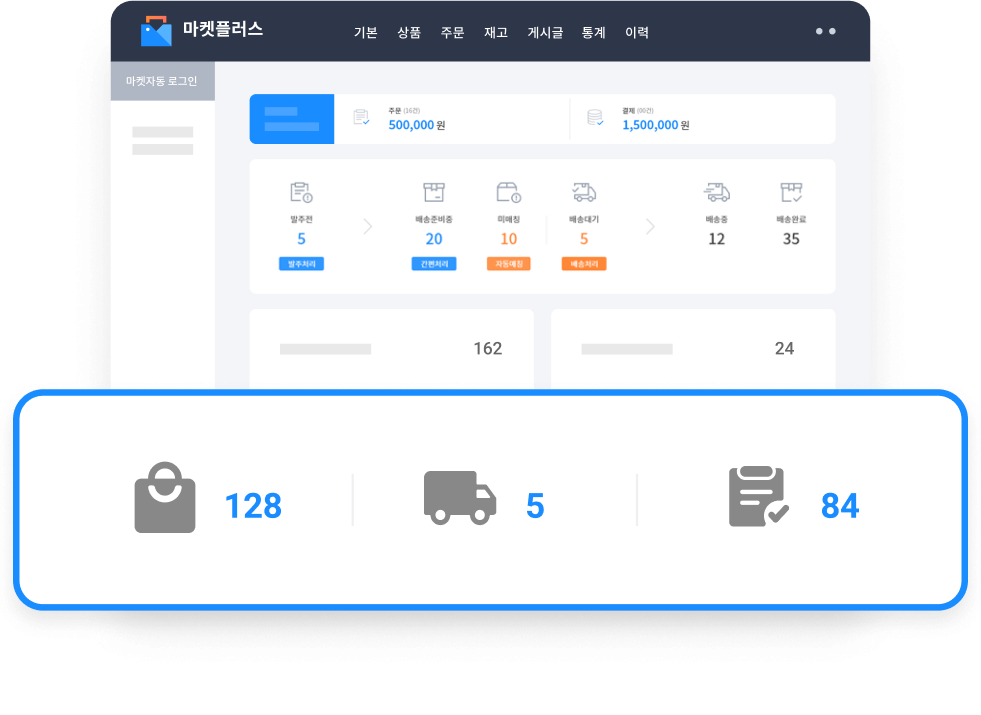 마켓플러스
기본 상품 주문 재고 게시글 통계 이력
마켓자동 로그인
주문 (16건)
500,000 원
결제 (00건)
1,500,000 원
발주전 배송준비중 미매칭 배송대기 배송중 배송완료
5 20 10 5 12 35
발주처리 간편처리 자동매칭 배송처리
162 24
128 5 84